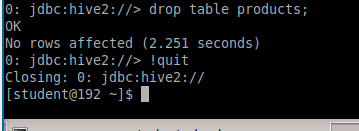 0: jdbc:hive2://> drop table products;
OK
No rows affected (2.251 seconds)
0: jdbc:hive2://> !quit
Closing: 0: jdbc:hive2://
[student@192 ~]$